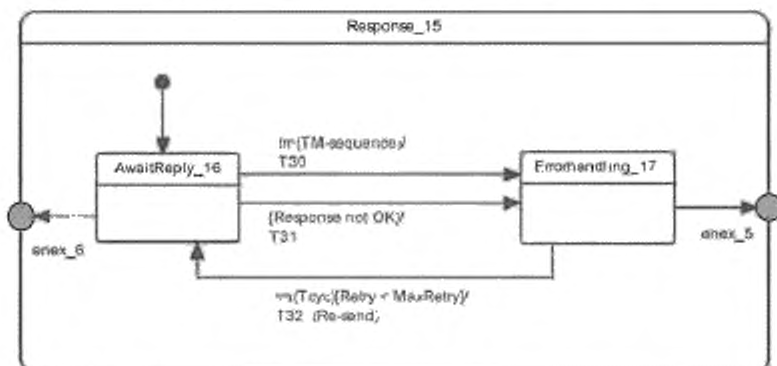 Response_15
AwaitReply_16
tm(TM-sequences)/
T30
Errorhandling_17
[Response not OK]/
T31
enex_6
enex_5
tm(Tcyc)[Retry < MaxRetry]/
T32 (Re-send)